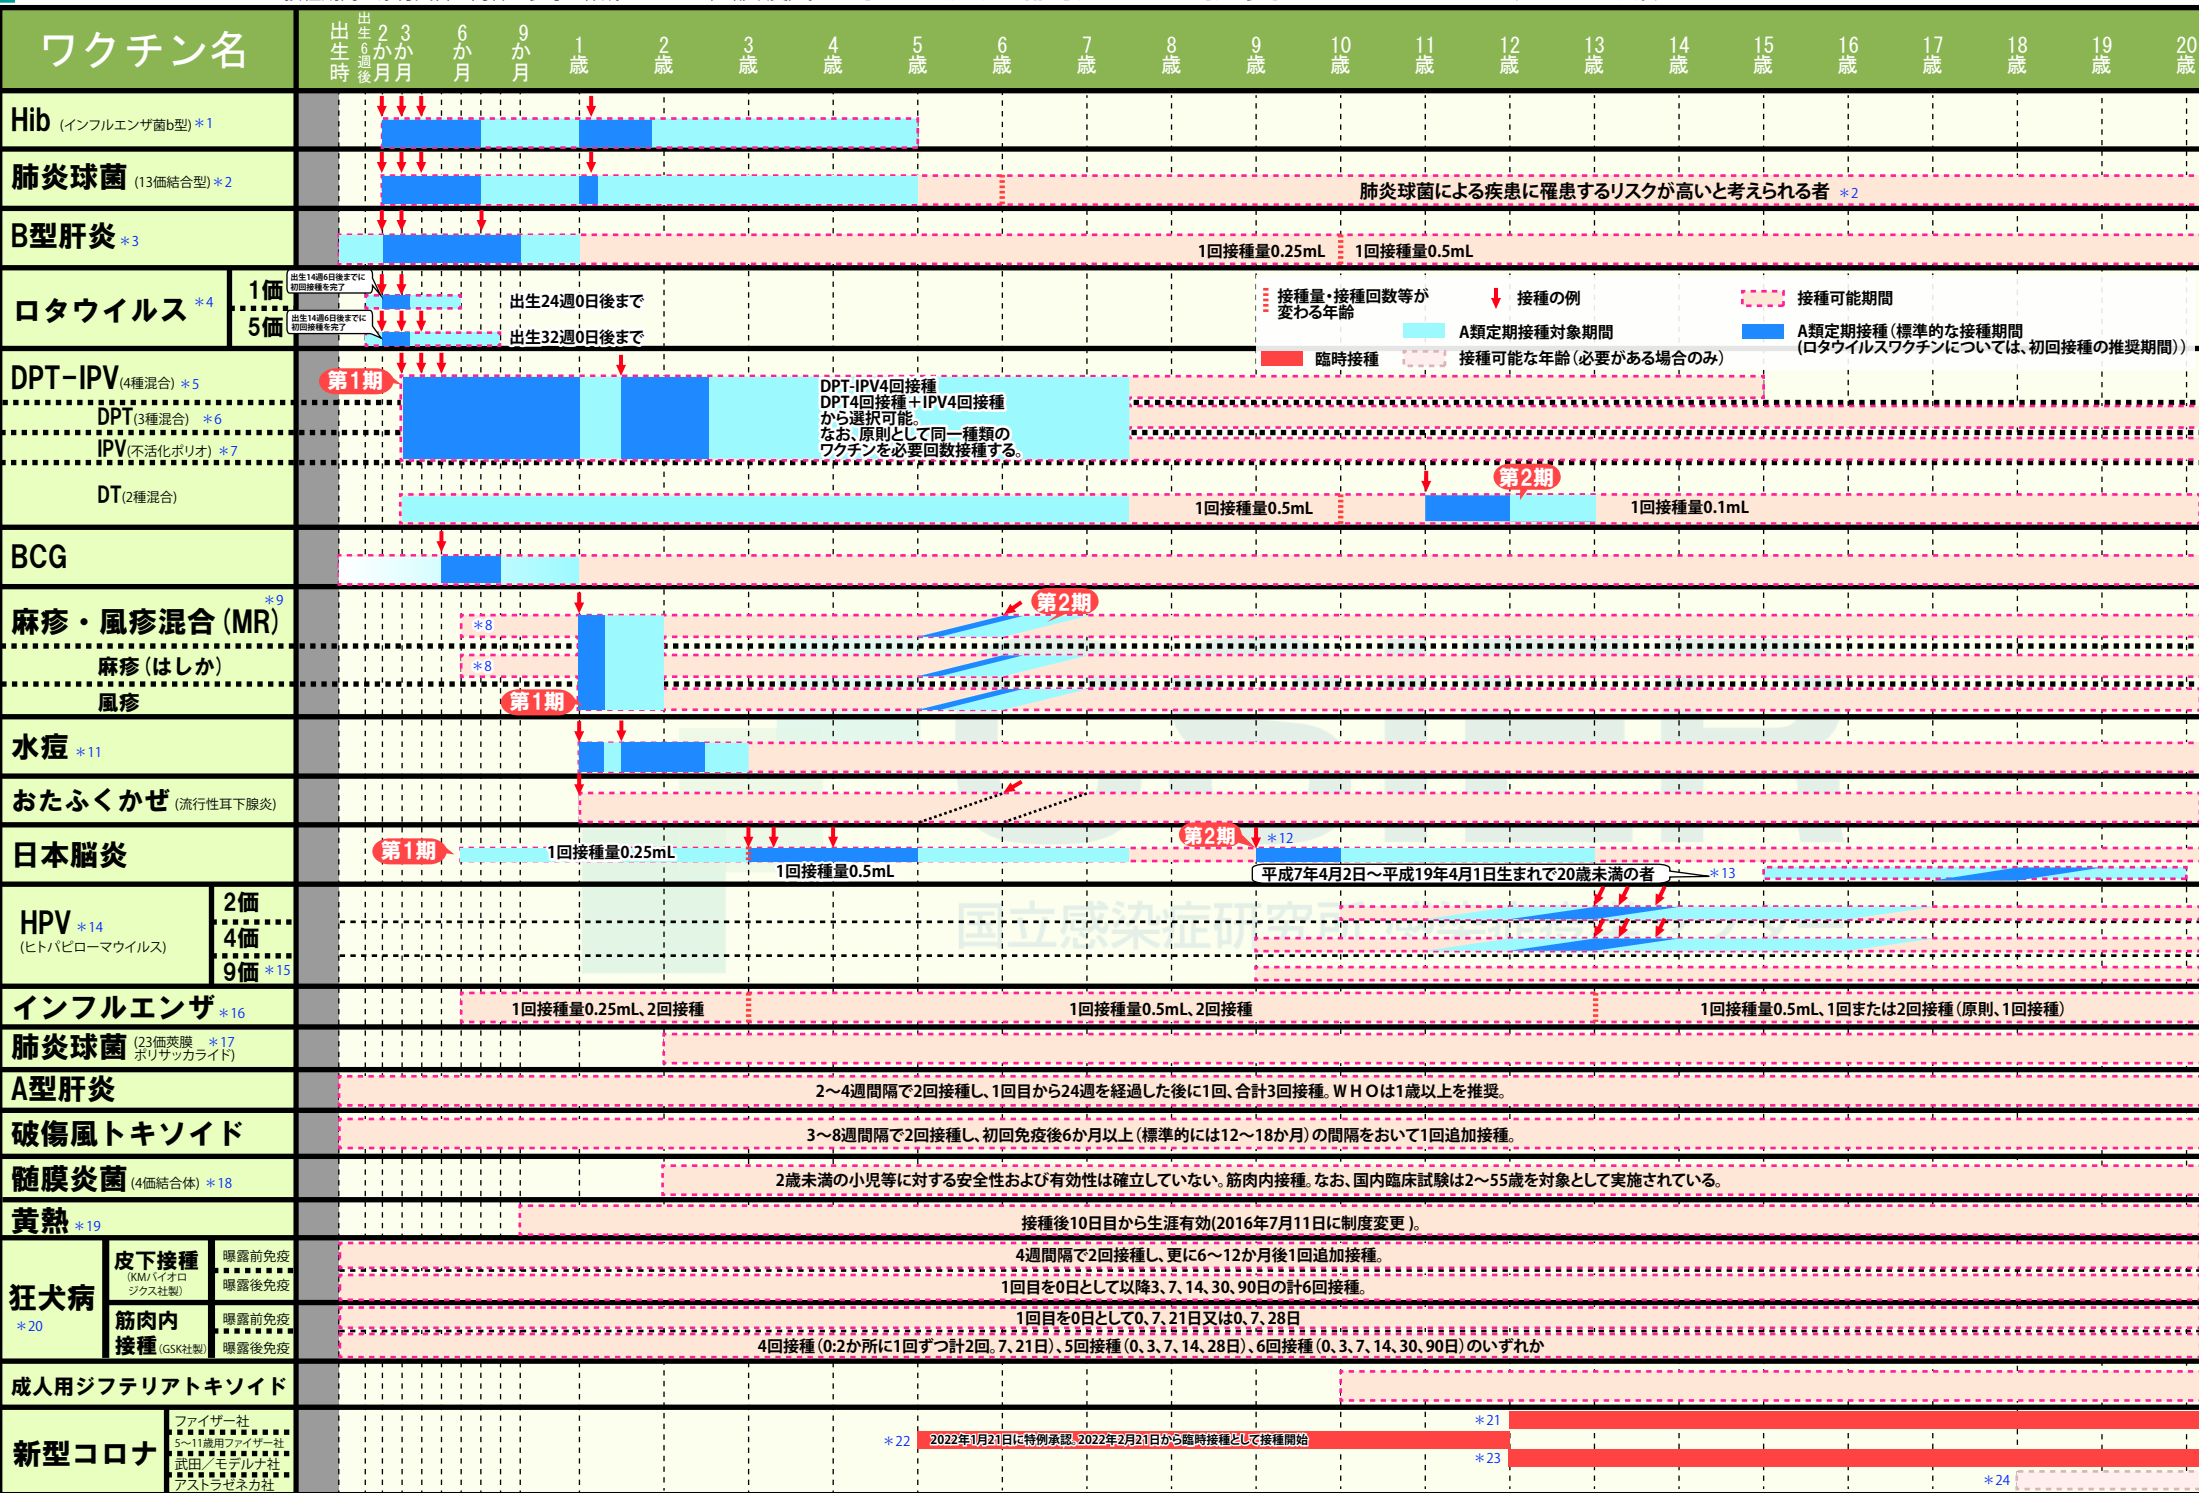 ワクチン名
出生時
出生6週後
2か月
3か月
6か月
9か月
1歳
2歳
3歳
4歳
5歳
6歳
7歳
8歳
9歳
10歳
11歳
12歳
13歳
14歳
15歳
16歳
17歳
18歳
19歳
20歳
Hib (インフルエンザ菌b型) *1
肺炎球菌 (13価結合型) *2
肺炎球菌による疾患に罹患するリスクが高いと考えられる者 *2
B型肝炎 *3
1回接種量0.25mL
1回接種量0.5mL
ロタウイルス *4
1価
出生14週6日後までに
初回接種を完了
出生24週0日後まで
5価
出生14週6日後までに
初回接種を完了
出生32週0日後まで
接種量・接種回数等が
変わる年齢
接種の例
接種可能期間
A類定期接種対象期間
A類定期接種(標準的な接種期間
(ロタウイルスワクチンについては、初回接種の推奨期間))
臨時接種
接種可能な年齢(必要がある場合のみ)
DPT-IPV(4種混合) *5
第1期
DPT-IPV4回接種
DPT4回接種+IPV4回接種
から選択可能。
なお、原則として同一種類の
ワクチンを必要回数接種する。
DPT(3種混合) *6
IPV(不活化ポリオ) *7
DT(2種混合)
1回接種量0.5mL
第2期
1回接種量0.1mL
BCG
*9
麻疹・風疹混合(MR)
*8
第2期
麻疹(はしか)
*8
風疹
第1期
水痘 *11
おたふくかぜ (流行性耳下腺炎)
日本脳炎
第1期
1回接種量0.25mL
1回接種量0.5mL
第2期
*12
平成7年4月2日~平成19年4月1日生まれで20歳未満の者
*13
HPV *14
(ヒトパピローマウイルス)
2価
4価
9価 *15
国立感染症研究所
インフルエンザ *16
1回接種量0.25mL、2回接種
1回接種量0.5mL、2回接種
1回接種量0.5mL、1回または2回接種(原則、1回接種)
肺炎球菌 (23価莢膜 *17
ポリサッカライド)
A型肝炎
2~4週間隔で2回接種し、1回目から24週を経過した後に1回、合計3回接種。WHOは1歳以上を推奨。
破傷風トキソイド
3~8週間隔で2回接種し、初回免疫後6か月以上(標準的には12~18か月)の間隔をおいて1回追加接種。
髄膜炎菌 (4価結合体) *18
2歳未満の小児等に対する安全性および有効性は確立していない。筋肉内接種。なお、国内臨床試験は2~55歳を対象として実施されている。
黄熱 *19
接種後10日目から生涯有効(2016年7月11日に制度変更 )。
狂犬病
*20
皮下接種
(KMバイオロ
ジクス社製)
曝露前免疫
4週間隔で2回接種し、更に6~12か月後1回追加接種。
曝露後免疫
1回目を0日として以降3、7、14、30、90日の計6回接種。
筋肉内
接種 (GSK社製)
曝露前免疫
1回目を0日として0、7、21日又は0、7、28日
曝露後免疫
4回接種(0:2か所に1回ずつ計2回。7、21日)、5回接種(0、3、7、14、28日)、6回接種(0、3、7、14、30、90日)のいずれか
成人用ジフテリアトキソイド
新型コロナ
ファイザー社
*21
5~11歳用ファイザー社
*22
2022年1月21日に特例承認。2022年2月21日から臨時接種として接種開始
武田/モデルナ社
*23
アストラゼネカ社
*24